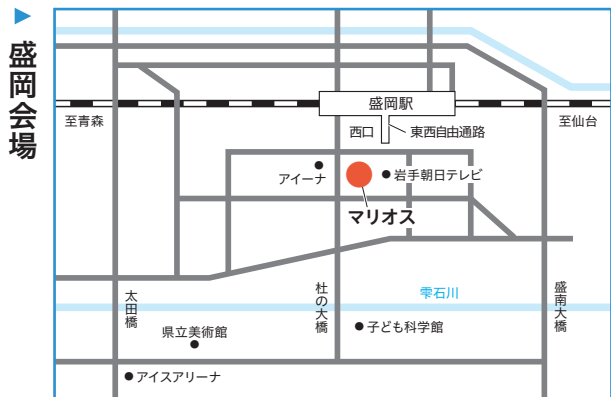 ▶盛岡会場
盛岡駅
至青森
西口
東西自由通路
至仙台
アイーナ
岩手朝日テレビ
マリオス
太田橋
杜の大橋
雫石川
盛南大橋
県立美術館
子ども科学館
アイスアリーナ